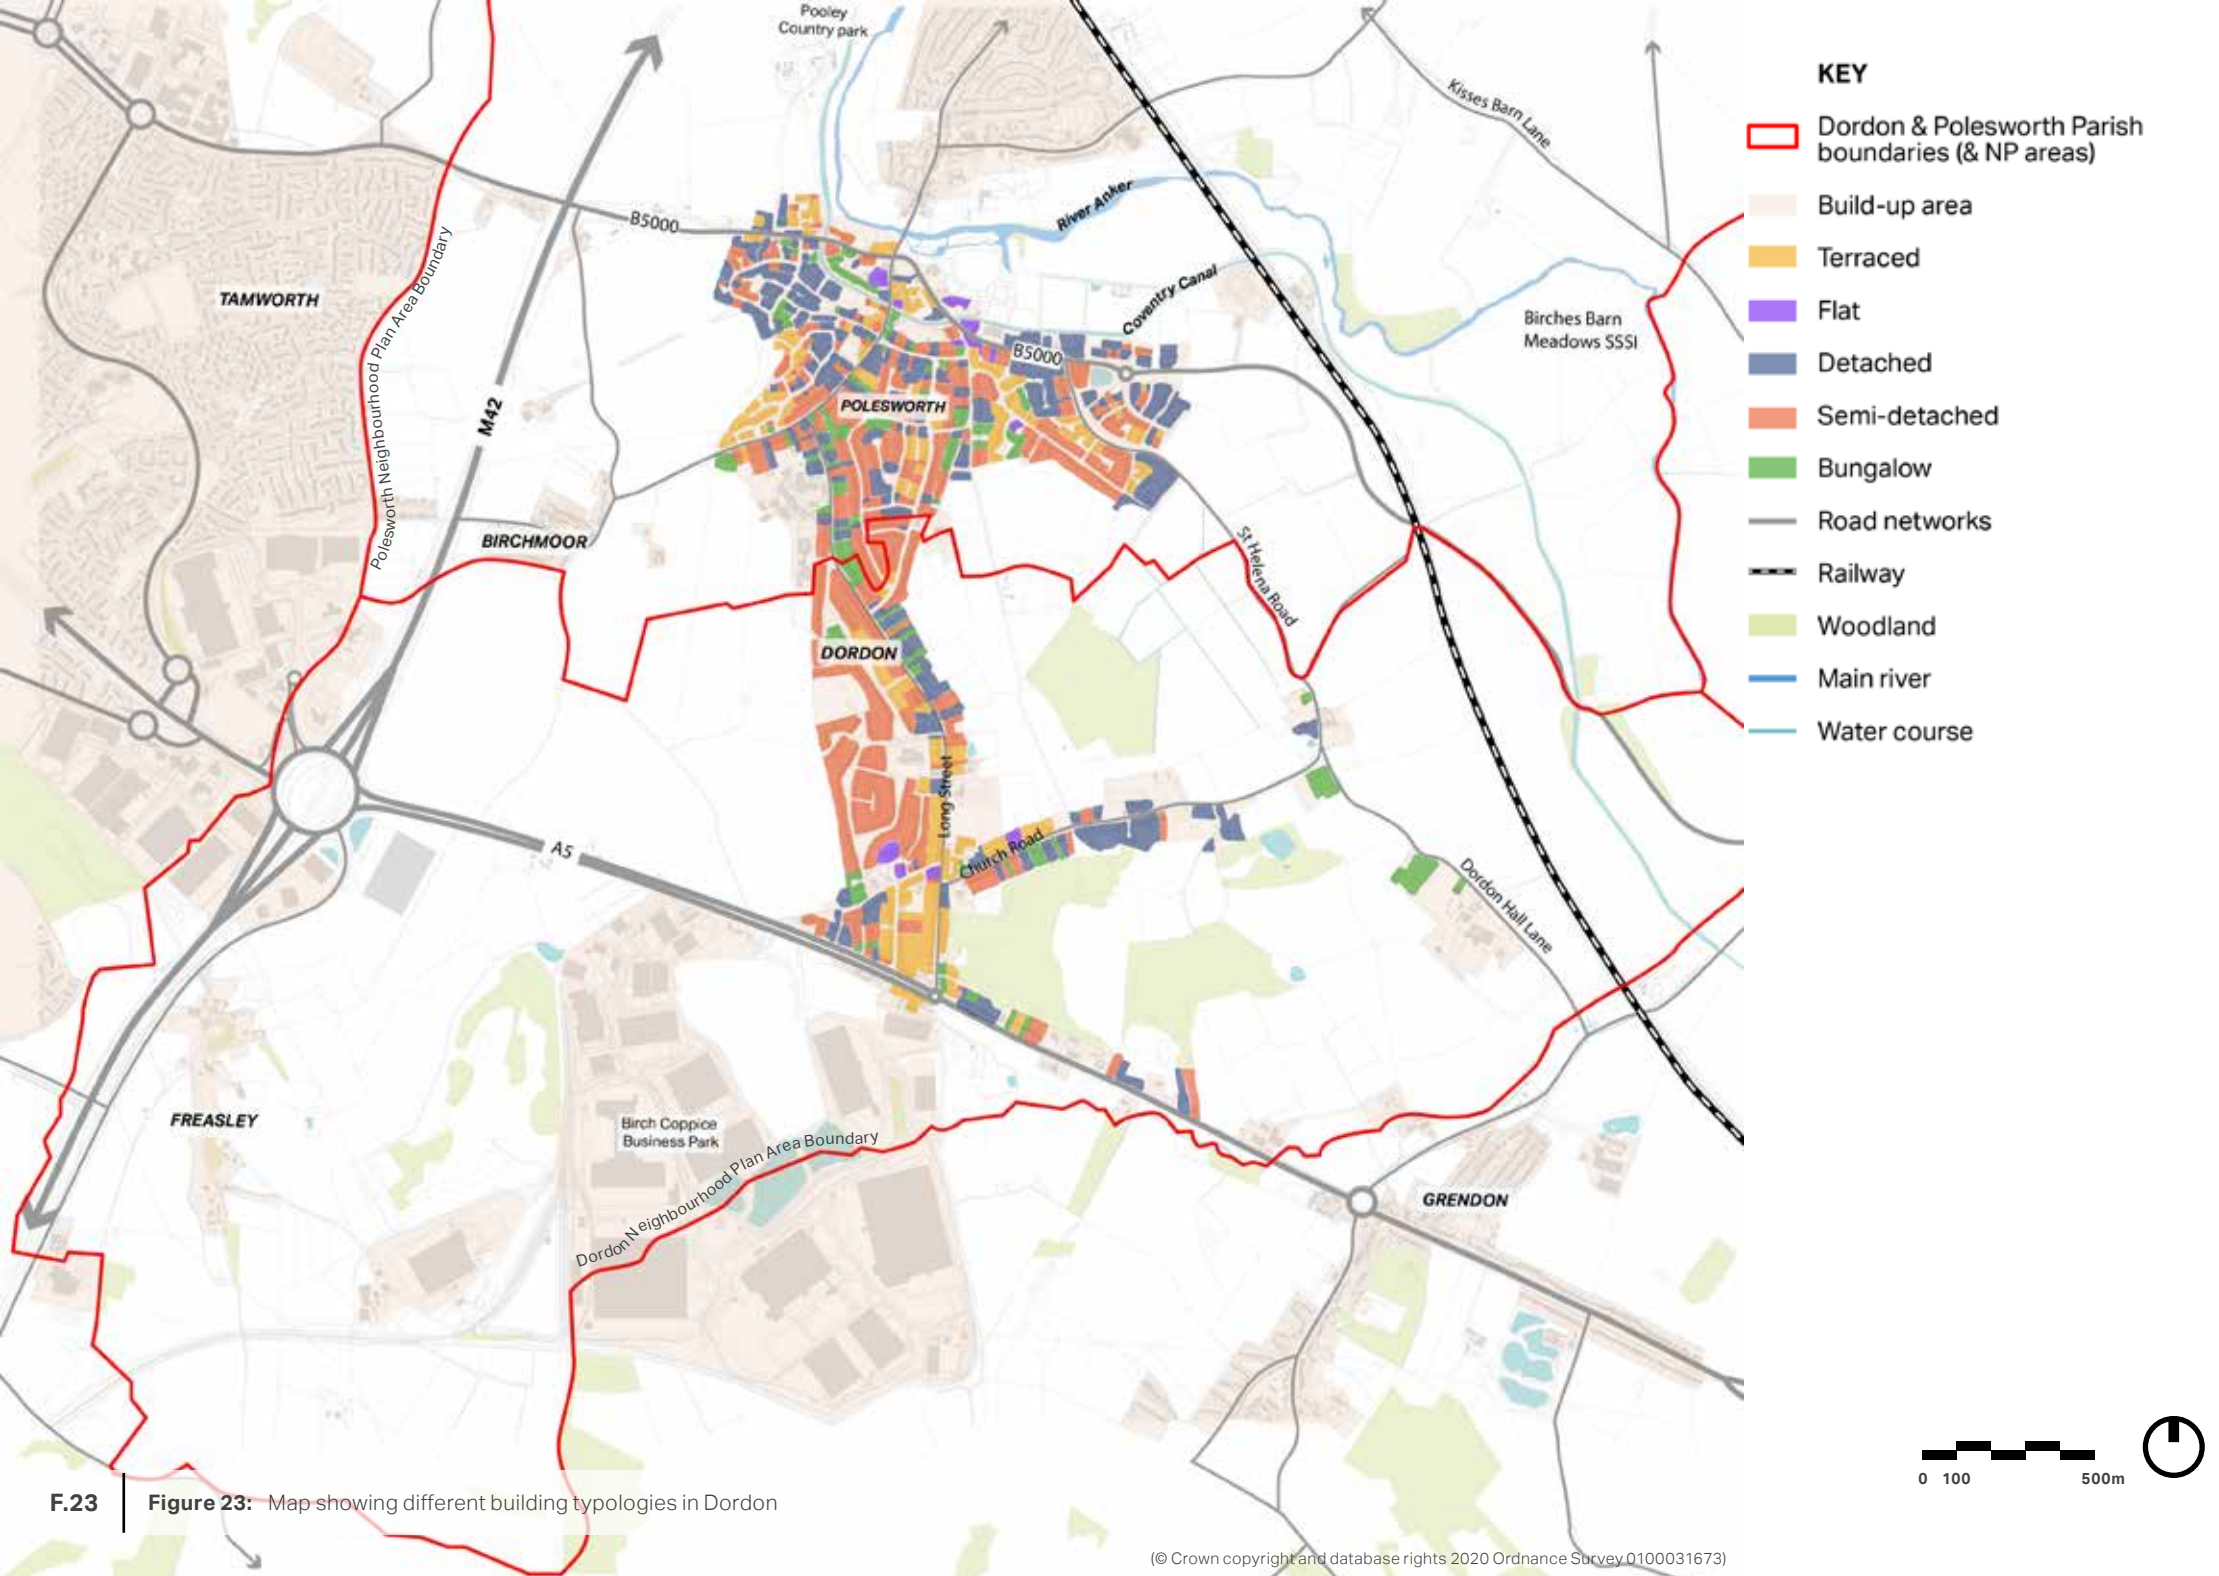 Pooley
Country park
Kisses Barn Lane
B5000
River Anker
TAMWORTH
Polesworth Neighbourhood Plan Area Boundary
Coventry Canal
Birches Barn
Meadows SSSI
B5000
M42
POLESWORTH
BIRCHMOOR
St Helena Road
DORDON
Long Street
A5
Church Road
Dordon Hall Lane
FREASLEY
Birch Coppice
Business Park
Dordon Neighbourhood Plan Area Boundary
GRENDON
KEY
Dordon & Polesworth Parish
boundaries (& NP areas)
Build-up area
Terraced
Flat
Detached
Semi-detached
Bungalow
Road networks
Railway
Woodland
Main river
Water course
0 100 500m
F.23
Figure 23: Map showing different building typologies in Dordon
(© Crown copyright and database rights 2020 Ordnance Survey 0100031673)